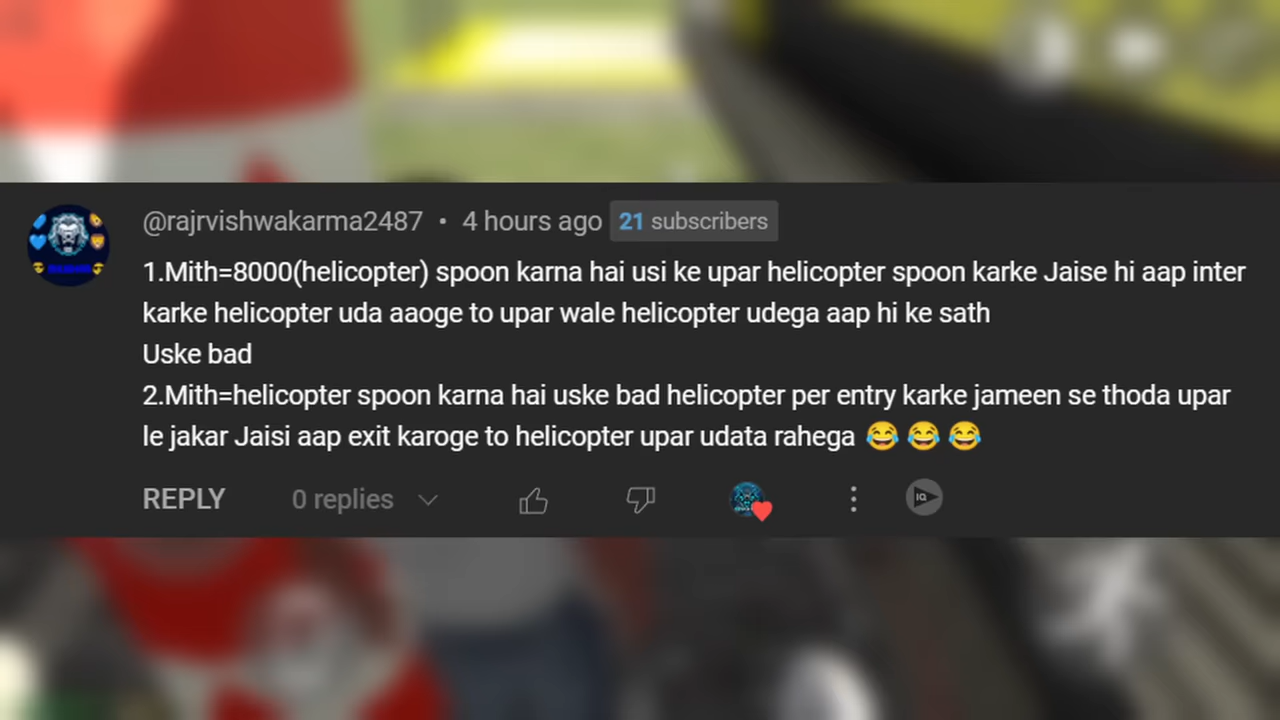 @rajrvishwakarma2487 • 4 hours ago 21 subscribers
1.Mith=8000(helicopter) spoon karna hai usi ke upar helicopter spoon karke Jaise hi aap inter
karke helicopter uda aaoge to upar wale helicopter udega aap hi ke sath
Uske bad
2.Mith=helicopter spoon karna hai uske bad helicopter per entry karke jameen se thoda upar
le jakar Jaisi aap exit karoge to helicopter upar udata rahega 😂 😂 😂
REPLY 0 replies